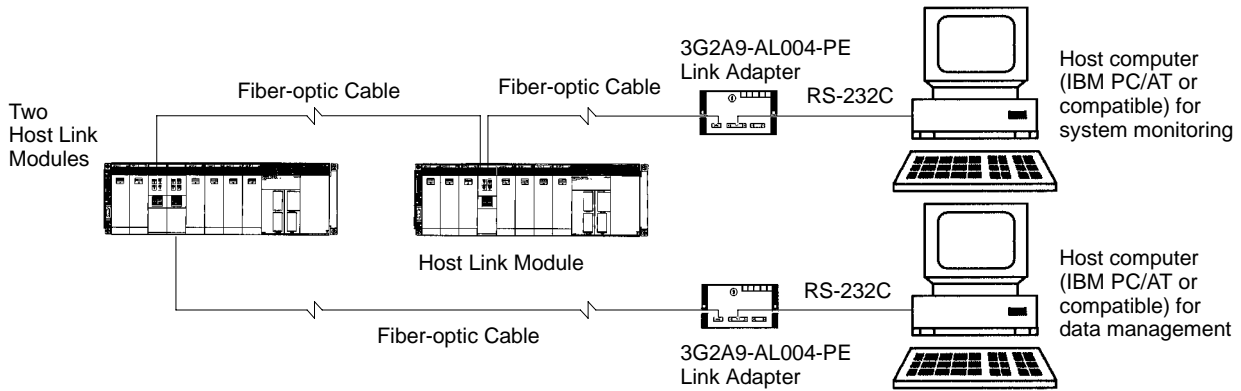 3G2A9-AL004-PE
Link Adapter
Host computer
(IBM PC/AT or
compatible) for
system monitoring
Fiber-optic Cable
Fiber-optic Cable
RS-232C
Two
Host Link
Modules
Host Link Module
Host computer
(IBM PC/AT or
compatible) for
data management
RS-232C
Fiber-optic Cable
3G2A9-AL004-PE
Link Adapter